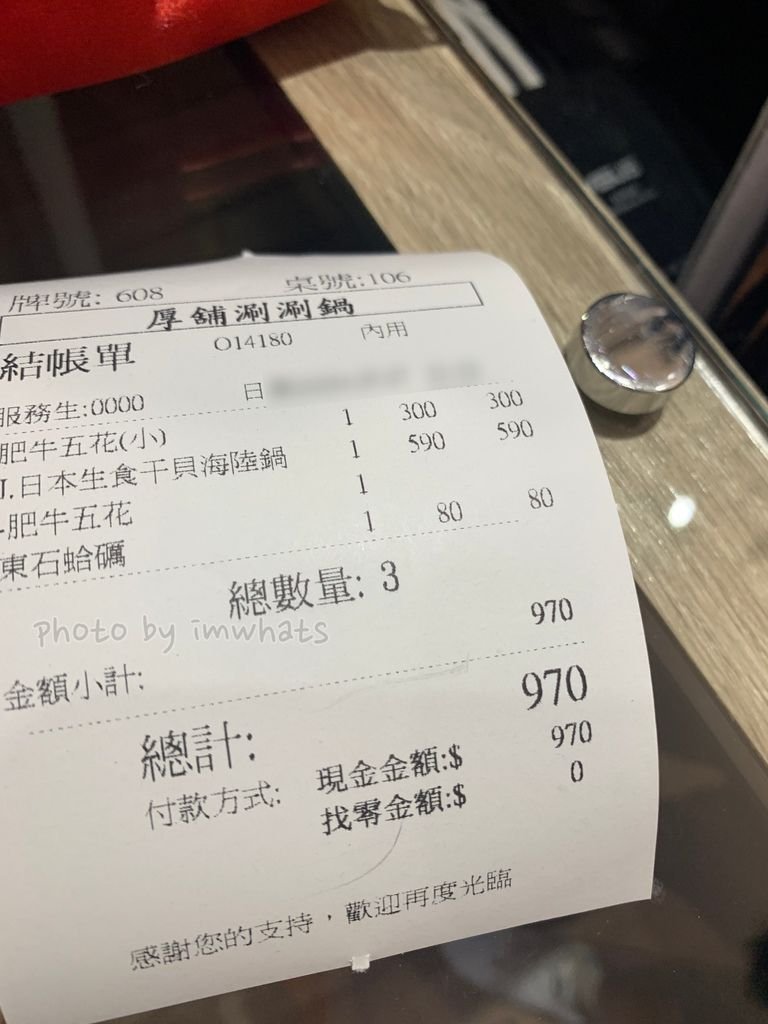 牌號: 608 桌號:106
厚舖涮涮鍋
結帳單 O14180 內用
服務生:0000 日
肥牛五花(小) 1 300 300
J.日本生食干貝海陸鍋 1 590 590
-肥牛五花 1
東石蛤礪 1 80 80
總數量: 3
Photo by imwhats
金額小計: 970
總計: 970
付款方式: 現金金額:$ 970
找零金額:$ 0
感謝您的支持，歡迎再度光臨